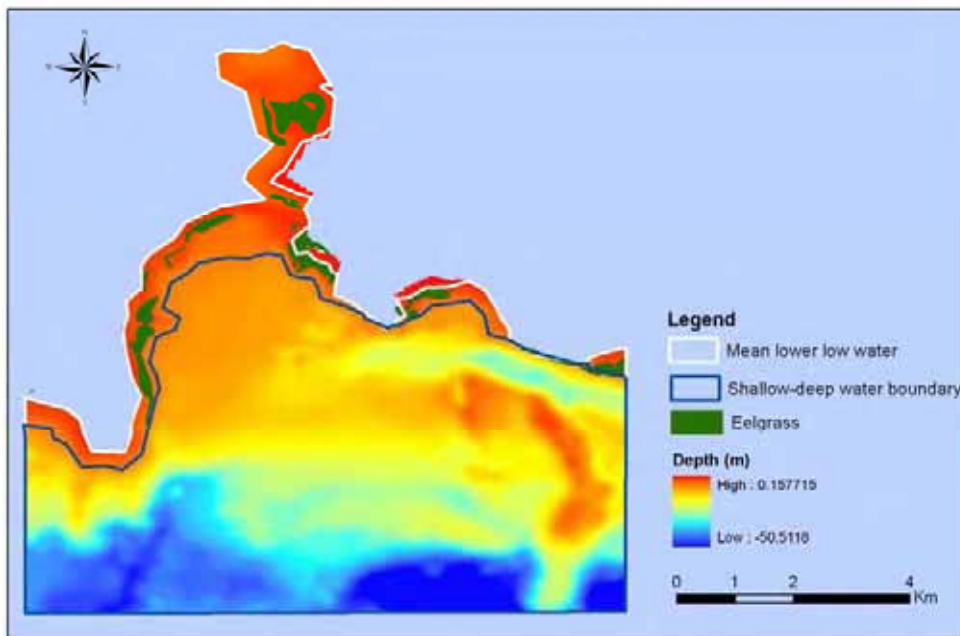 N
W
E
S
Legend
Mean lower low water
Shallow-deep water boundary
Eelgrass
Depth (m)
High : 0.157715
Low : -50.5116
0 1 2 4
Km